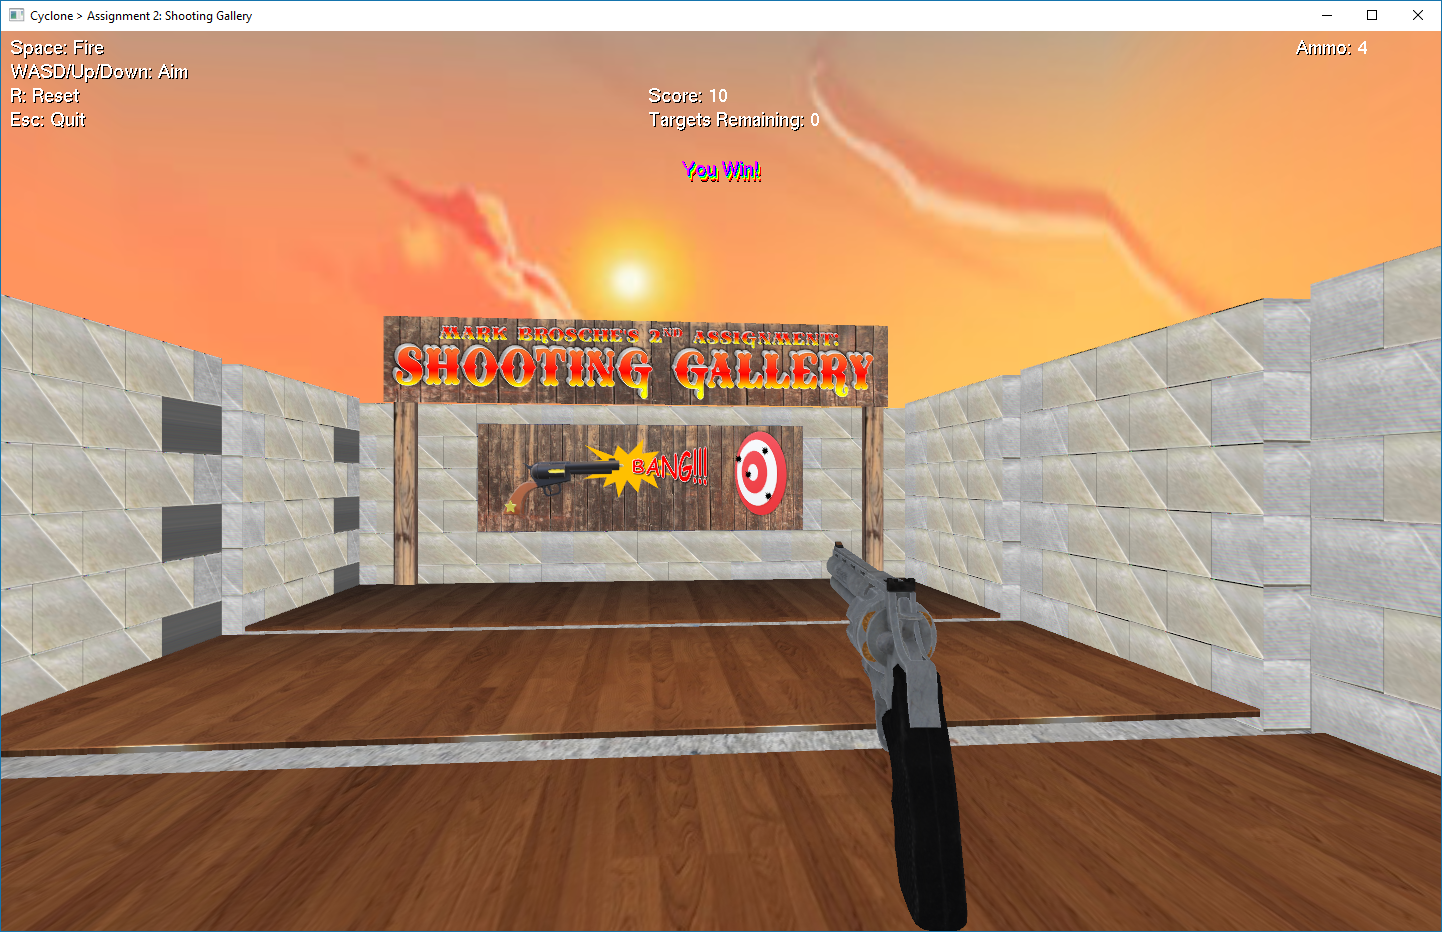 Cyclone > Assignment 2: Shooting Gallery
Space: Fire
WASD/Up/Down: Aim
R: Reset
Esc: Quit
Ammo: 4
Score: 10
Targets Remaining: 0
You Win!
MARK BROSCHE'S 2ND ASSIGNMENT:
SHOOTING GALLERY
BANG!!!